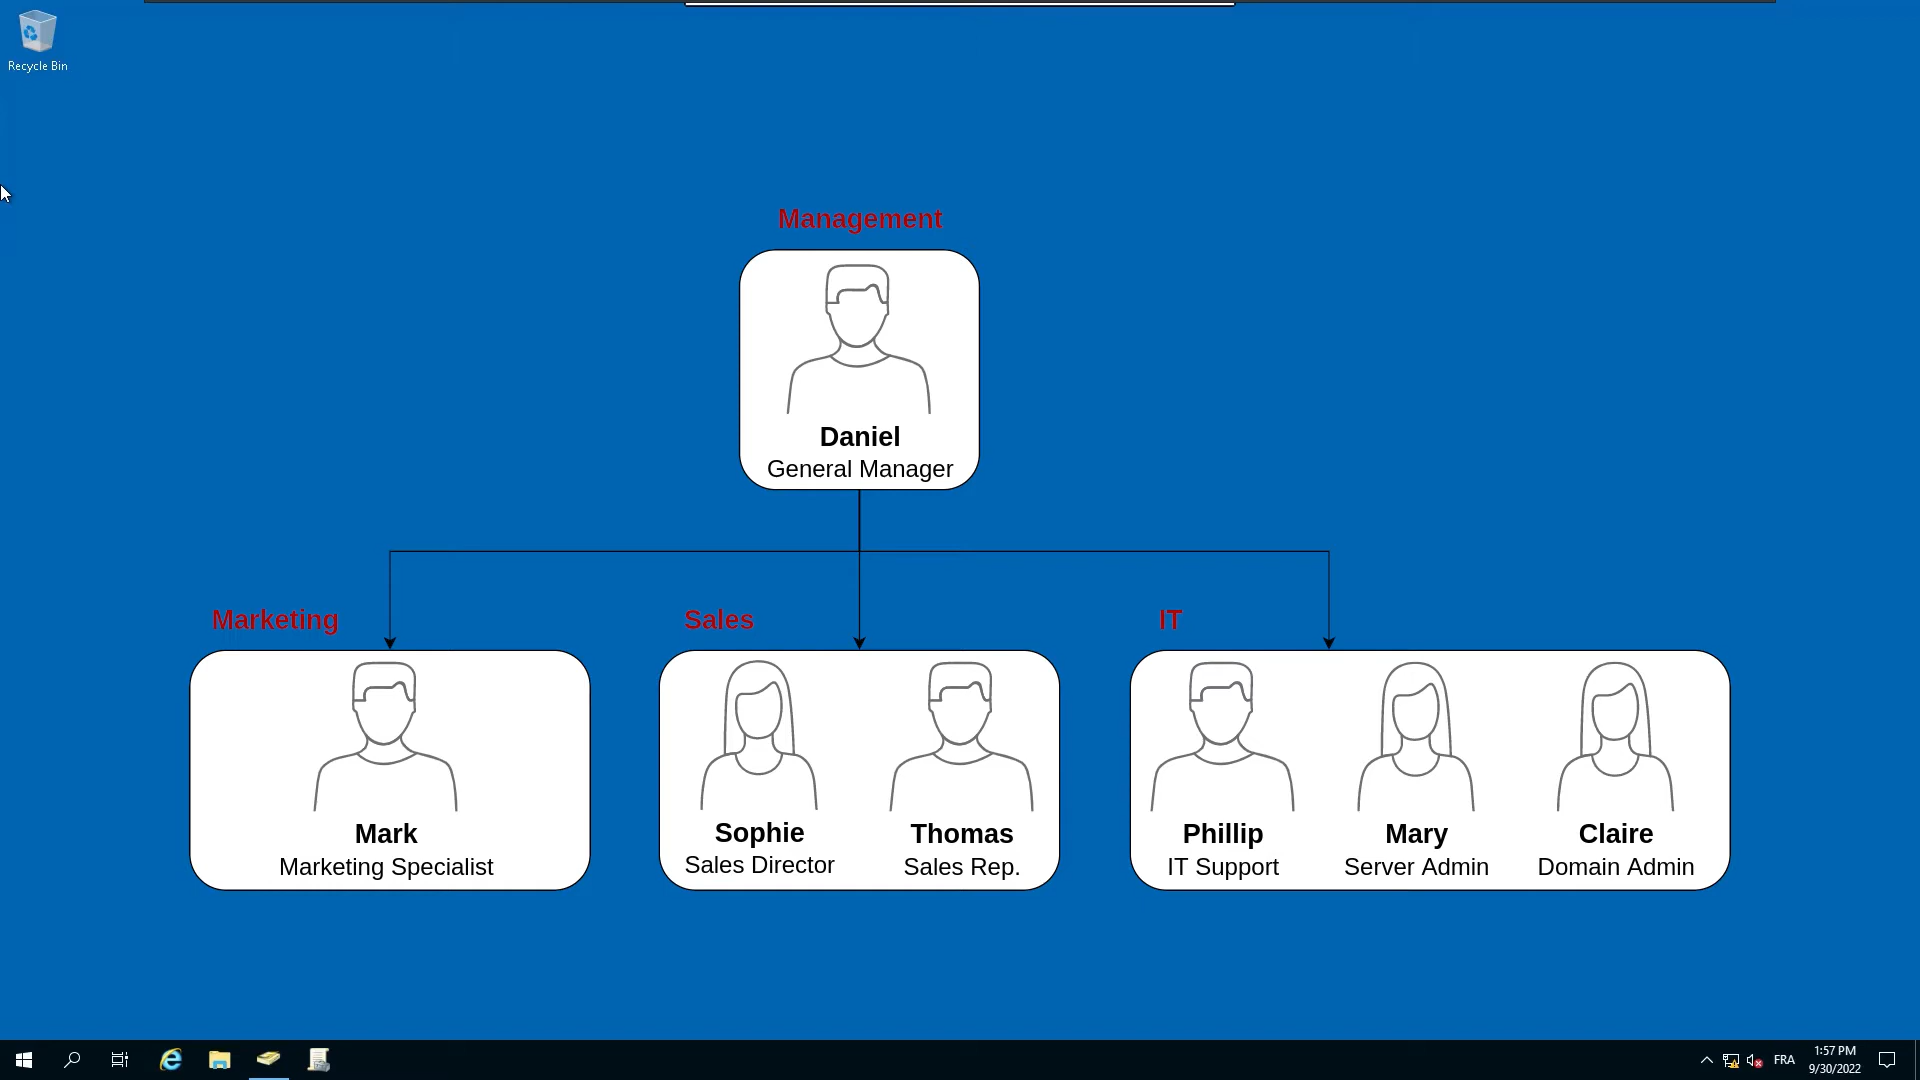 Recycle Bin
Management
Daniel
General Manager
Marketing
Sales
IT
Mark
Marketing Specialist
Sophie
Sales Director
Thomas
Sales Rep.
Phillip
IT Support
Mary
Server Admin
Claire
Domain Admin
FRA
1:57 PM
9/30/2022